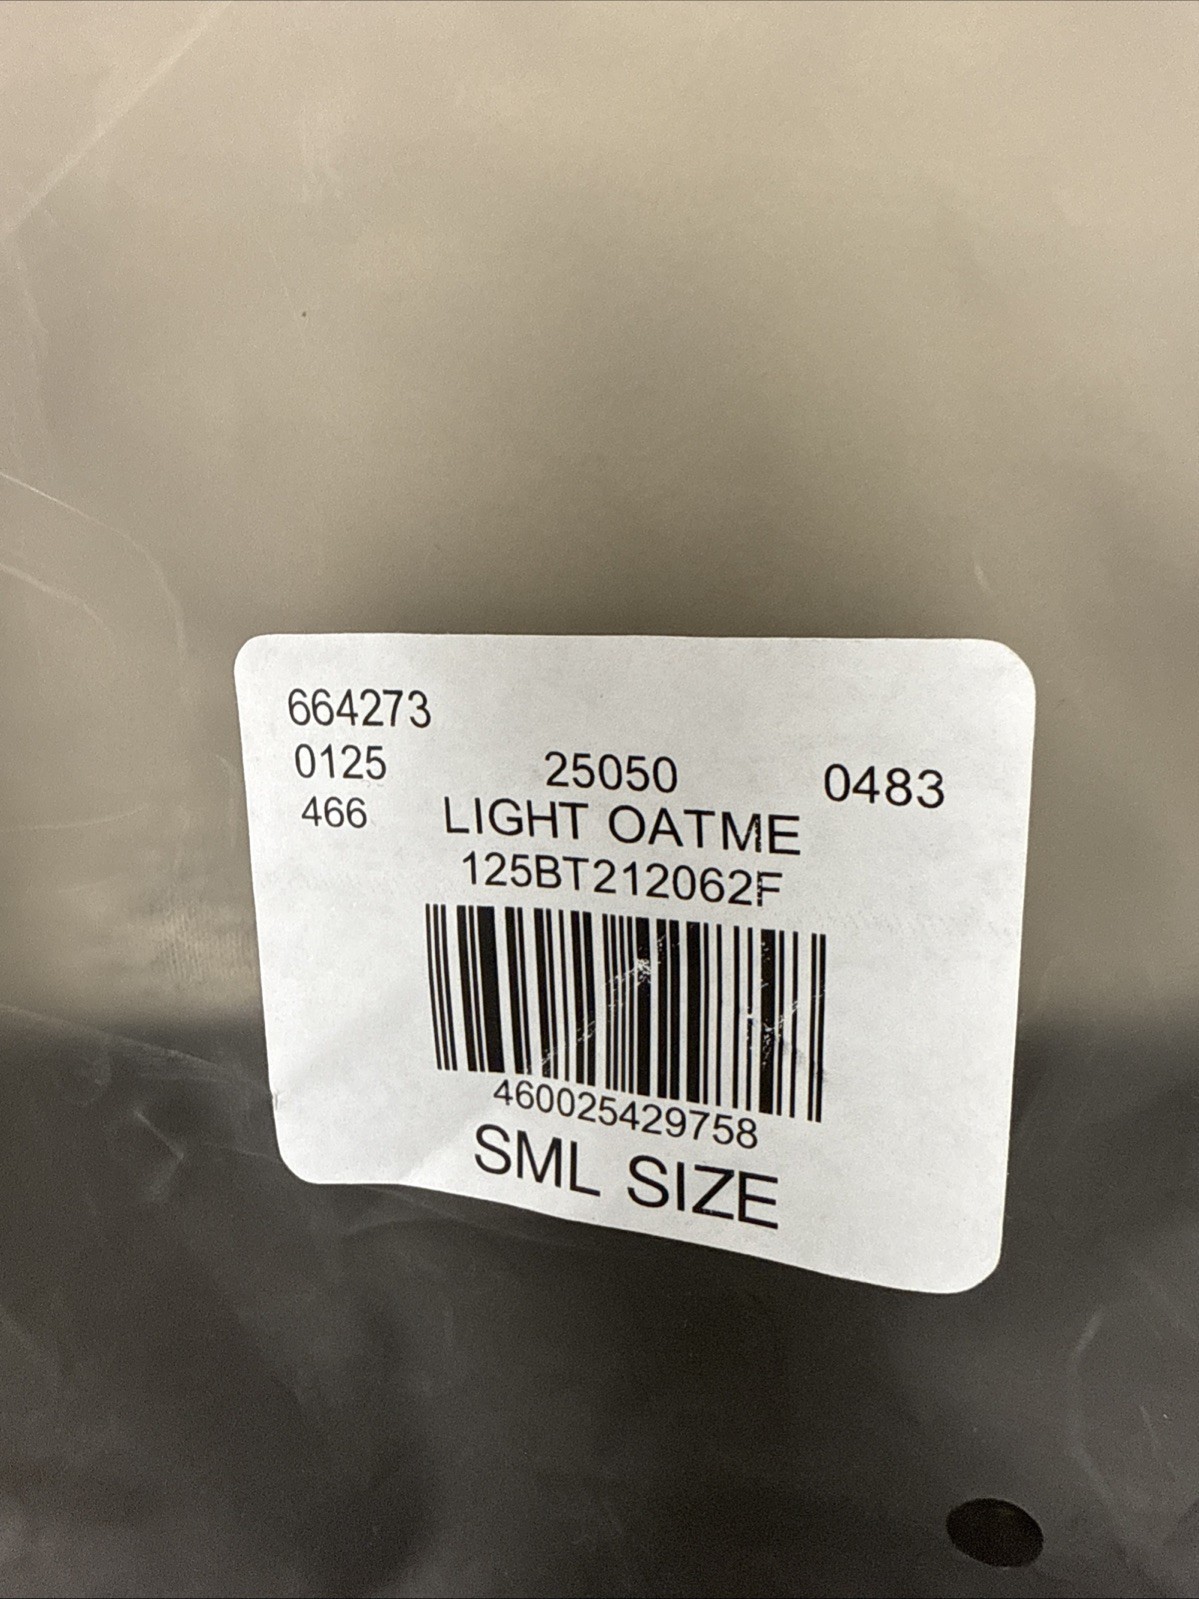 664273
0125 25050 0483
466 LIGHT OATME
125BT212062F
460025429758
SML SIZE